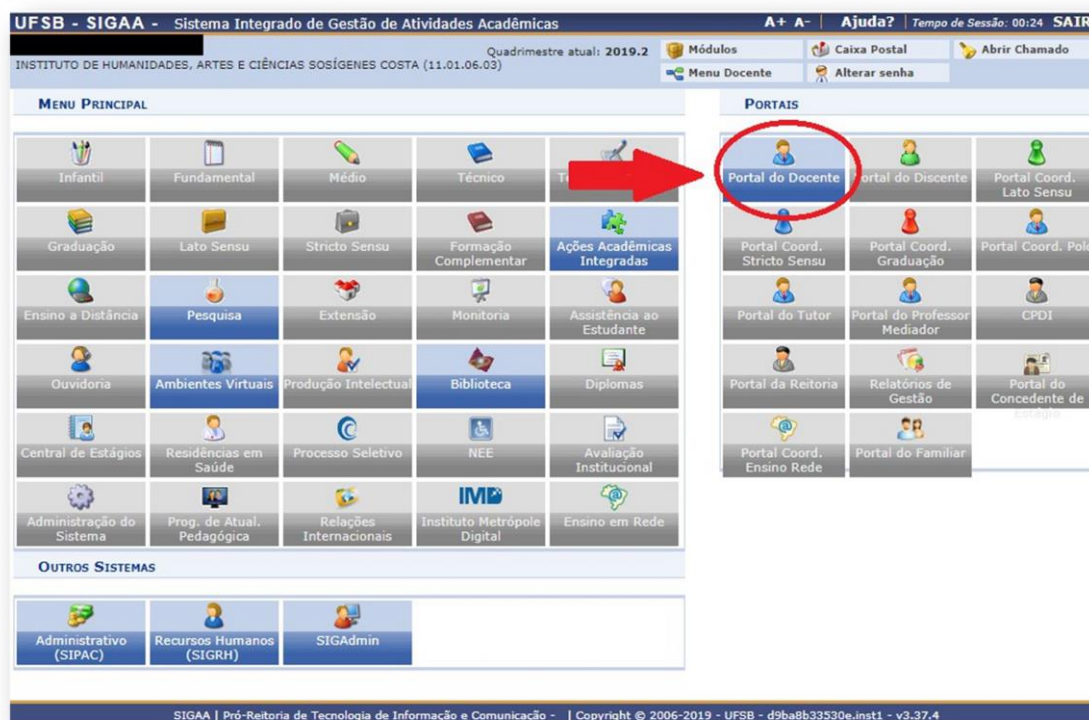 UFSB - SIGAA - Sistema Integrado de Gestão de Atividades Acadêmicas
A+ A- | Ajuda? | Tempo de Sessão: 00:24 SAIR
Quadrimestre atual: 2019.2
INSTITUTO DE HUMANIDADES, ARTES E CIÊNCIAS SOSÍGENES COSTA (11.01.06.03)
Módulos
Caixa Postal
Abrir Chamado
Menu Docente
Alterar senha
MENU PRINCIPAL
Infantil
Fundamental
Médio
Técnico
Graduação
Lato Sensu
Stricto Sensu
Formação
Complementar
Ações Acadêmicas
Integradas
Ensino a Distância
Pesquisa
Extensão
Monitoria
Assistência ao
Estudante
Ouvidoria
Ambientes Virtuais
Produção Intelectual
Biblioteca
Diplomas
Central de Estágios
Residências em
Saúde
Processo Seletivo
NEE
Avaliação
Institucional
Administração do
Sistema
Prog. de Atual.
Pedagógica
Relações
Internacionais
IMD
Instituto Metrópole
Digital
Ensino em Rede
PORTAIS
Portal do Docente
Portal do Discente
Portal Coord.
Lato Sensu
Portal Coord.
Stricto Sensu
Portal Coord.
Graduação
Portal Coord. Polo
Portal do Tutor
Portal do Professor
Mediador
CPDI
Portal da Reitoria
Relatórios de
Gestão
Portal do
Concedente de
Estágio
Portal Coord.
Ensino Rede
Portal do Familiar
OUTROS SISTEMAS
Administrativo
(SIPAC)
Recursos Humanos
(SIGRH)
SIGAdmin
SIGAA | Pró-Reitoria de Tecnologia de Informação e Comunicação - | Copyright © 2006-2019 - UFSB - d9ba8b33530e.inst1 - v3.37.4